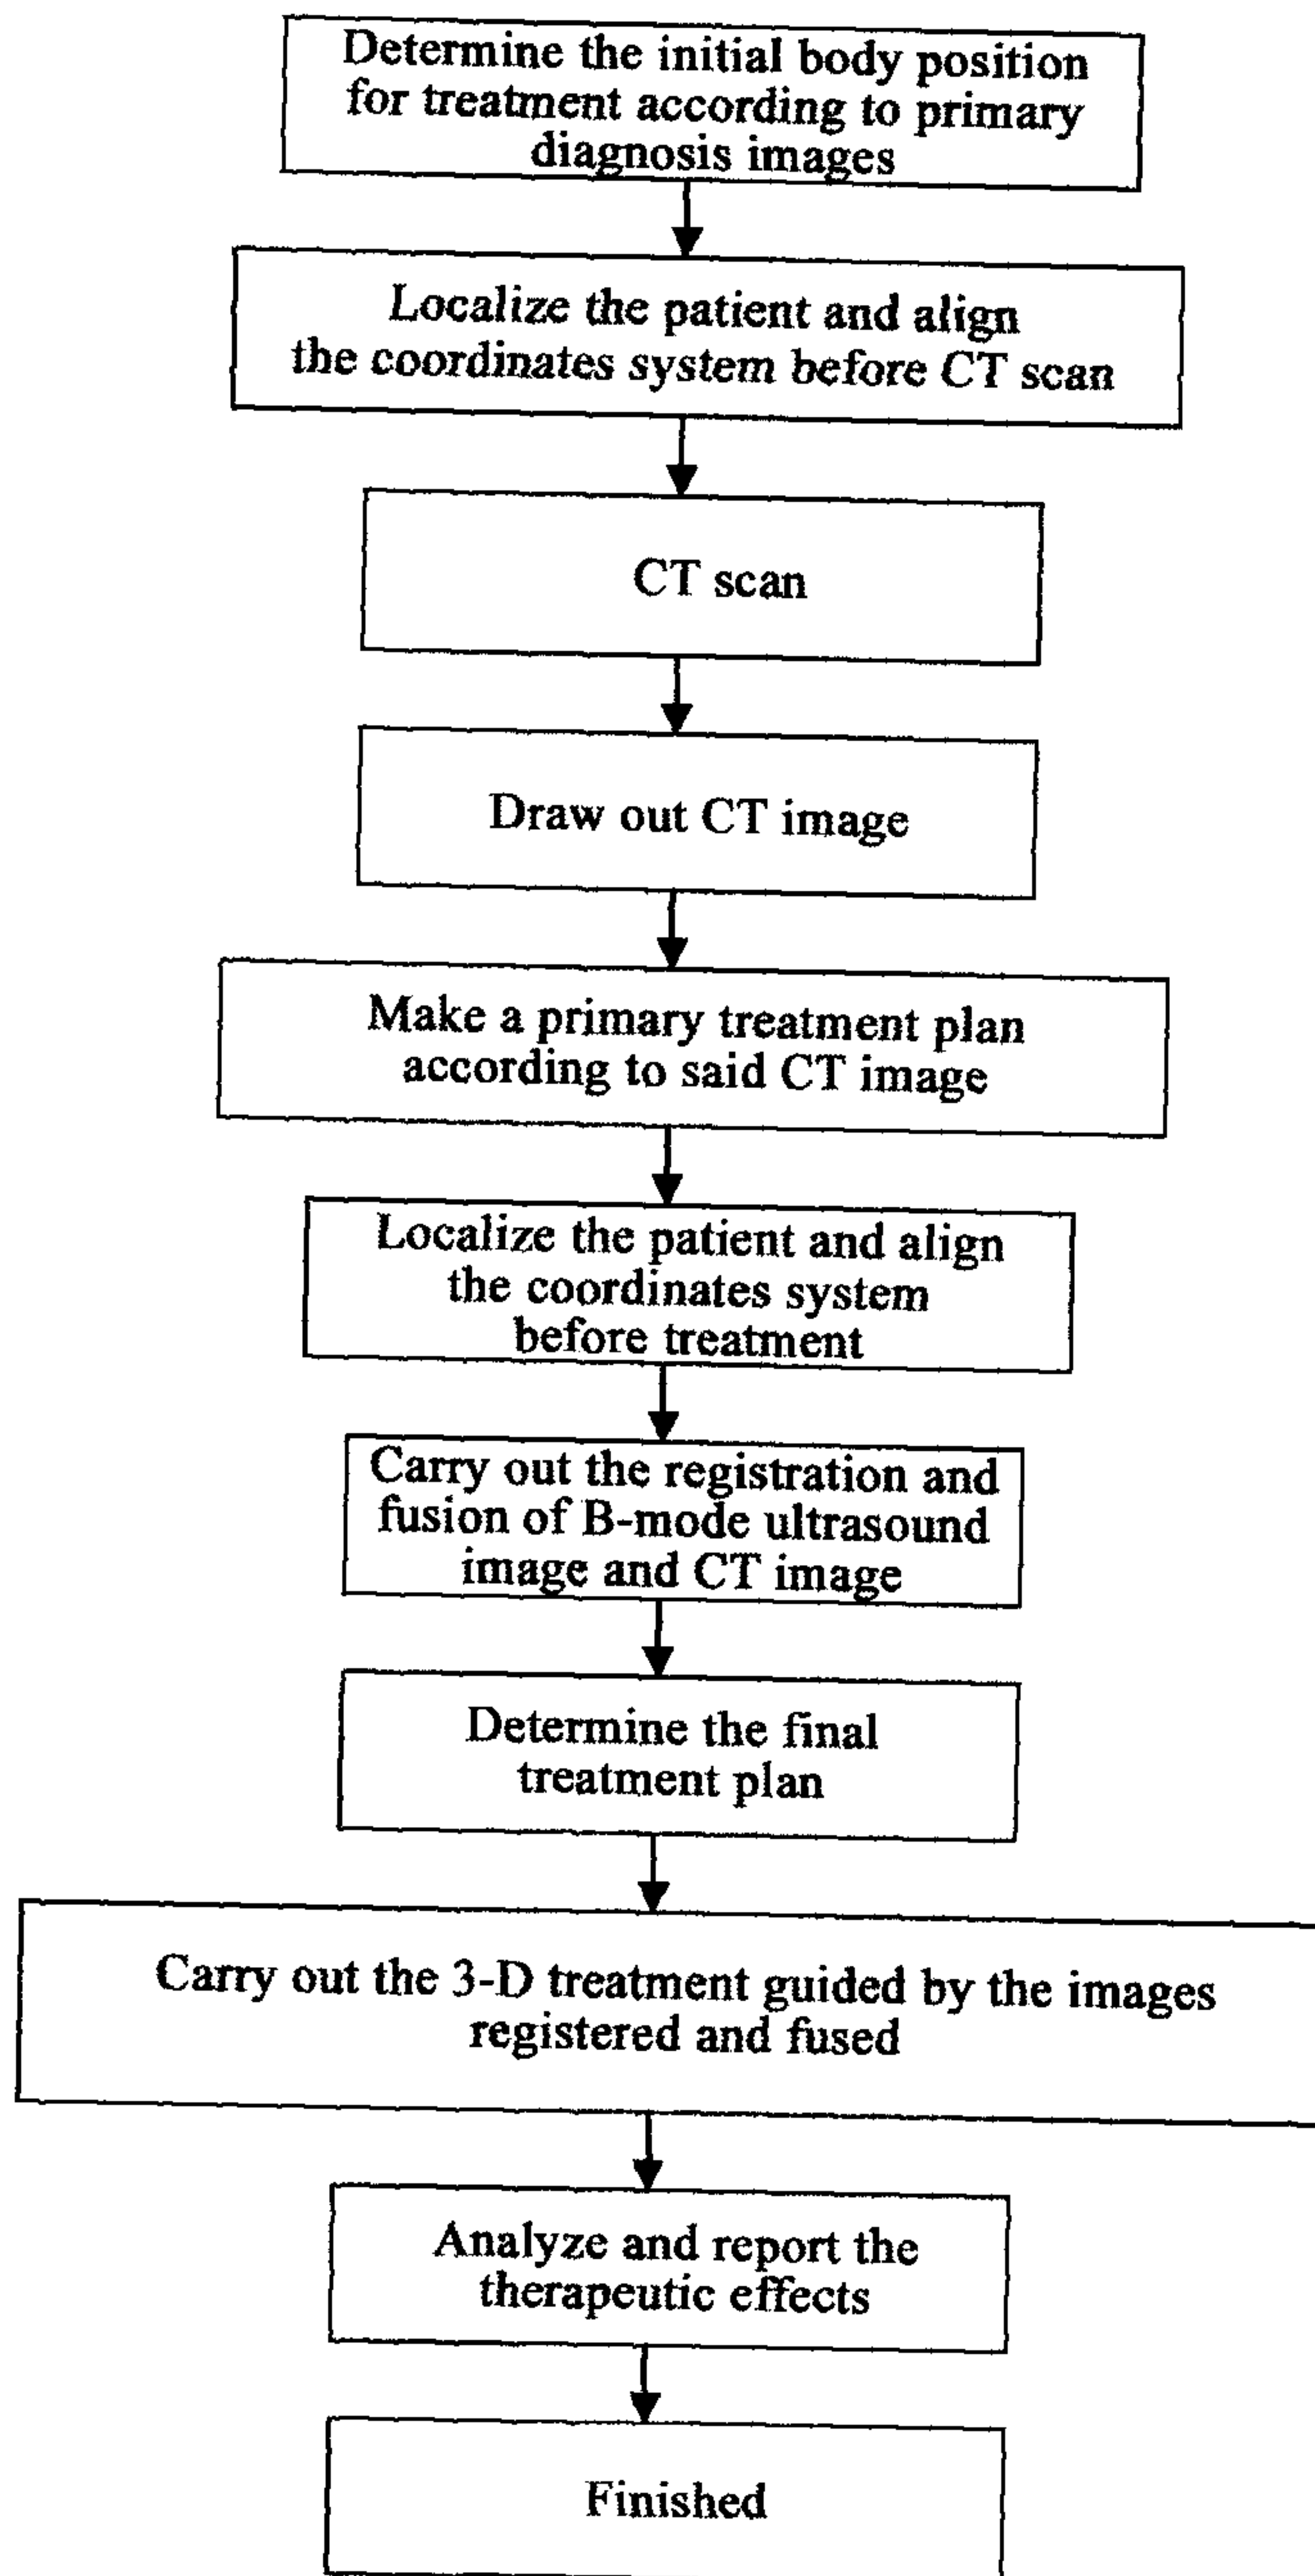 Determine the initial body position
for treatment according to primary
diagnosis images
Localize the patient and align
the coordinates system before CT scan
CT scan
Draw out CT image
Make a primary treatment plan
according to said CT image
Localize the patient and align
the coordinates system
before treatment
Carry out the registration and
fusion of B-mode ultrasound
image and CT image
Determine the final
treatment plan
Carry out the 3-D treatment guided by the images
registered and fused
Analyze and report the
therapeutic effects
Finished